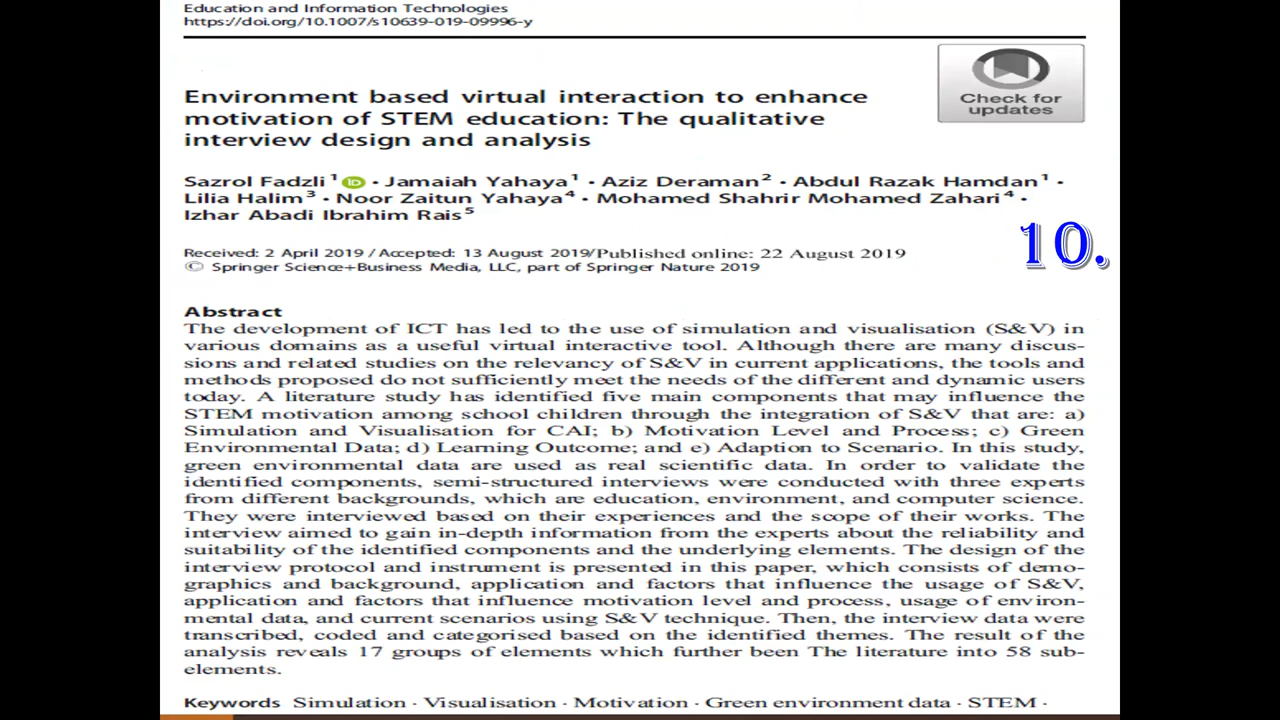 Education and Information Technologies
https://doi.org/10.1007/s10639-019-09996-y
Check for
updates
Environment based virtual interaction to enhance
motivation of STEM education: The qualitative
interview design and analysis
Sazrol Fadzli¹ iD · Jamaiah Yahaya¹ · Aziz Deraman² · Abdul Razak Hamdan¹ ·
Lilia Halim³ · Noor Zaitun Yahaya⁴ · Mohamed Shahrir Mohamed Zahari⁴ ·
Izhar Abadi Ibrahim Rais⁵
10.
Received: 2 April 2019 / Accepted: 13 August 2019/Published online: 22 August 2019
© Springer Science+Business Media, LLC, part of Springer Nature 2019
Abstract
The development of ICT has led to the use of simulation and visualisation (S&V) in
various domains as a useful virtual interactive tool. Although there are many discus-
sions and related studies on the relevancy of S&V in current applications, the tools and
methods proposed do not sufficiently meet the needs of the different and dynamic users
today. A literature study has identified five main components that may influence the
STEM motivation among school children through the integration of S&V that are: a)
Simulation and Visualisation for CAI; b) Motivation Level and Process; c) Green
Environmental Data; d) Learning Outcome; and e) Adaption to Scenario. In this study,
green environmental data are used as real scientific data. In order to validate the
identified components, semi-structured interviews were conducted with three experts
from different backgrounds, which are education, environment, and computer science.
They were interviewed based on their experiences and the scope of their works. The
interview aimed to gain in-depth information from the experts about the reliability and
suitability of the identified components and the underlying elements. The design of the
interview protocol and instrument is presented in this paper, which consists of demo-
graphics and background, application and factors that influence the usage of S&V,
application and factors that influence motivation level and process, usage of environ-
mental data, and current scenarios using S&V technique. Then, the interview data were
transcribed, coded and categorised based on the identified themes. The result of the
analysis reveals 17 groups of elements which further been The literature into 58 sub-
elements.
Keywords Simulation · Visualisation · Motivation · Green environment data · STEM ·